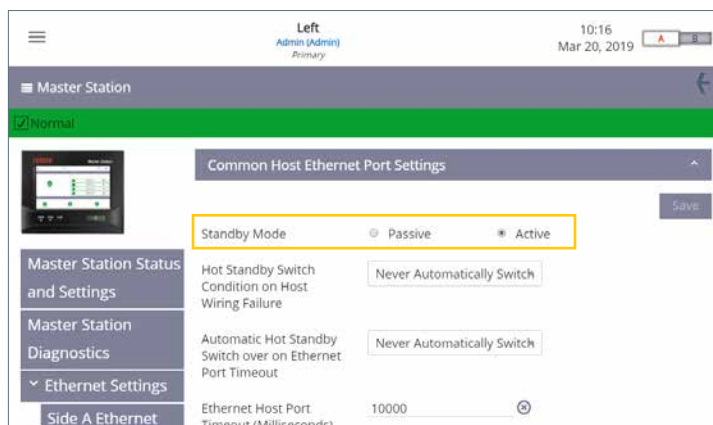 Left
Admin (Admin)
Primary
10:16
Mar 20, 2019
A
B
Master Station
Normal
Common Host Ethernet Port Settings
Save
Standby Mode
Passive
Active
Hot Standby Switch
Condition on Host
Wiring Failure
Never Automatically Switch
Automatic Hot Standby
Switch over on Ethernet
Port Timeout
Never Automatically Switch
Ethernet Host Port
Timeout (Milliseconds)
10000
Master Station Status
and Settings
Master Station
Diagnostics
Ethernet Settings
Side A Ethernet